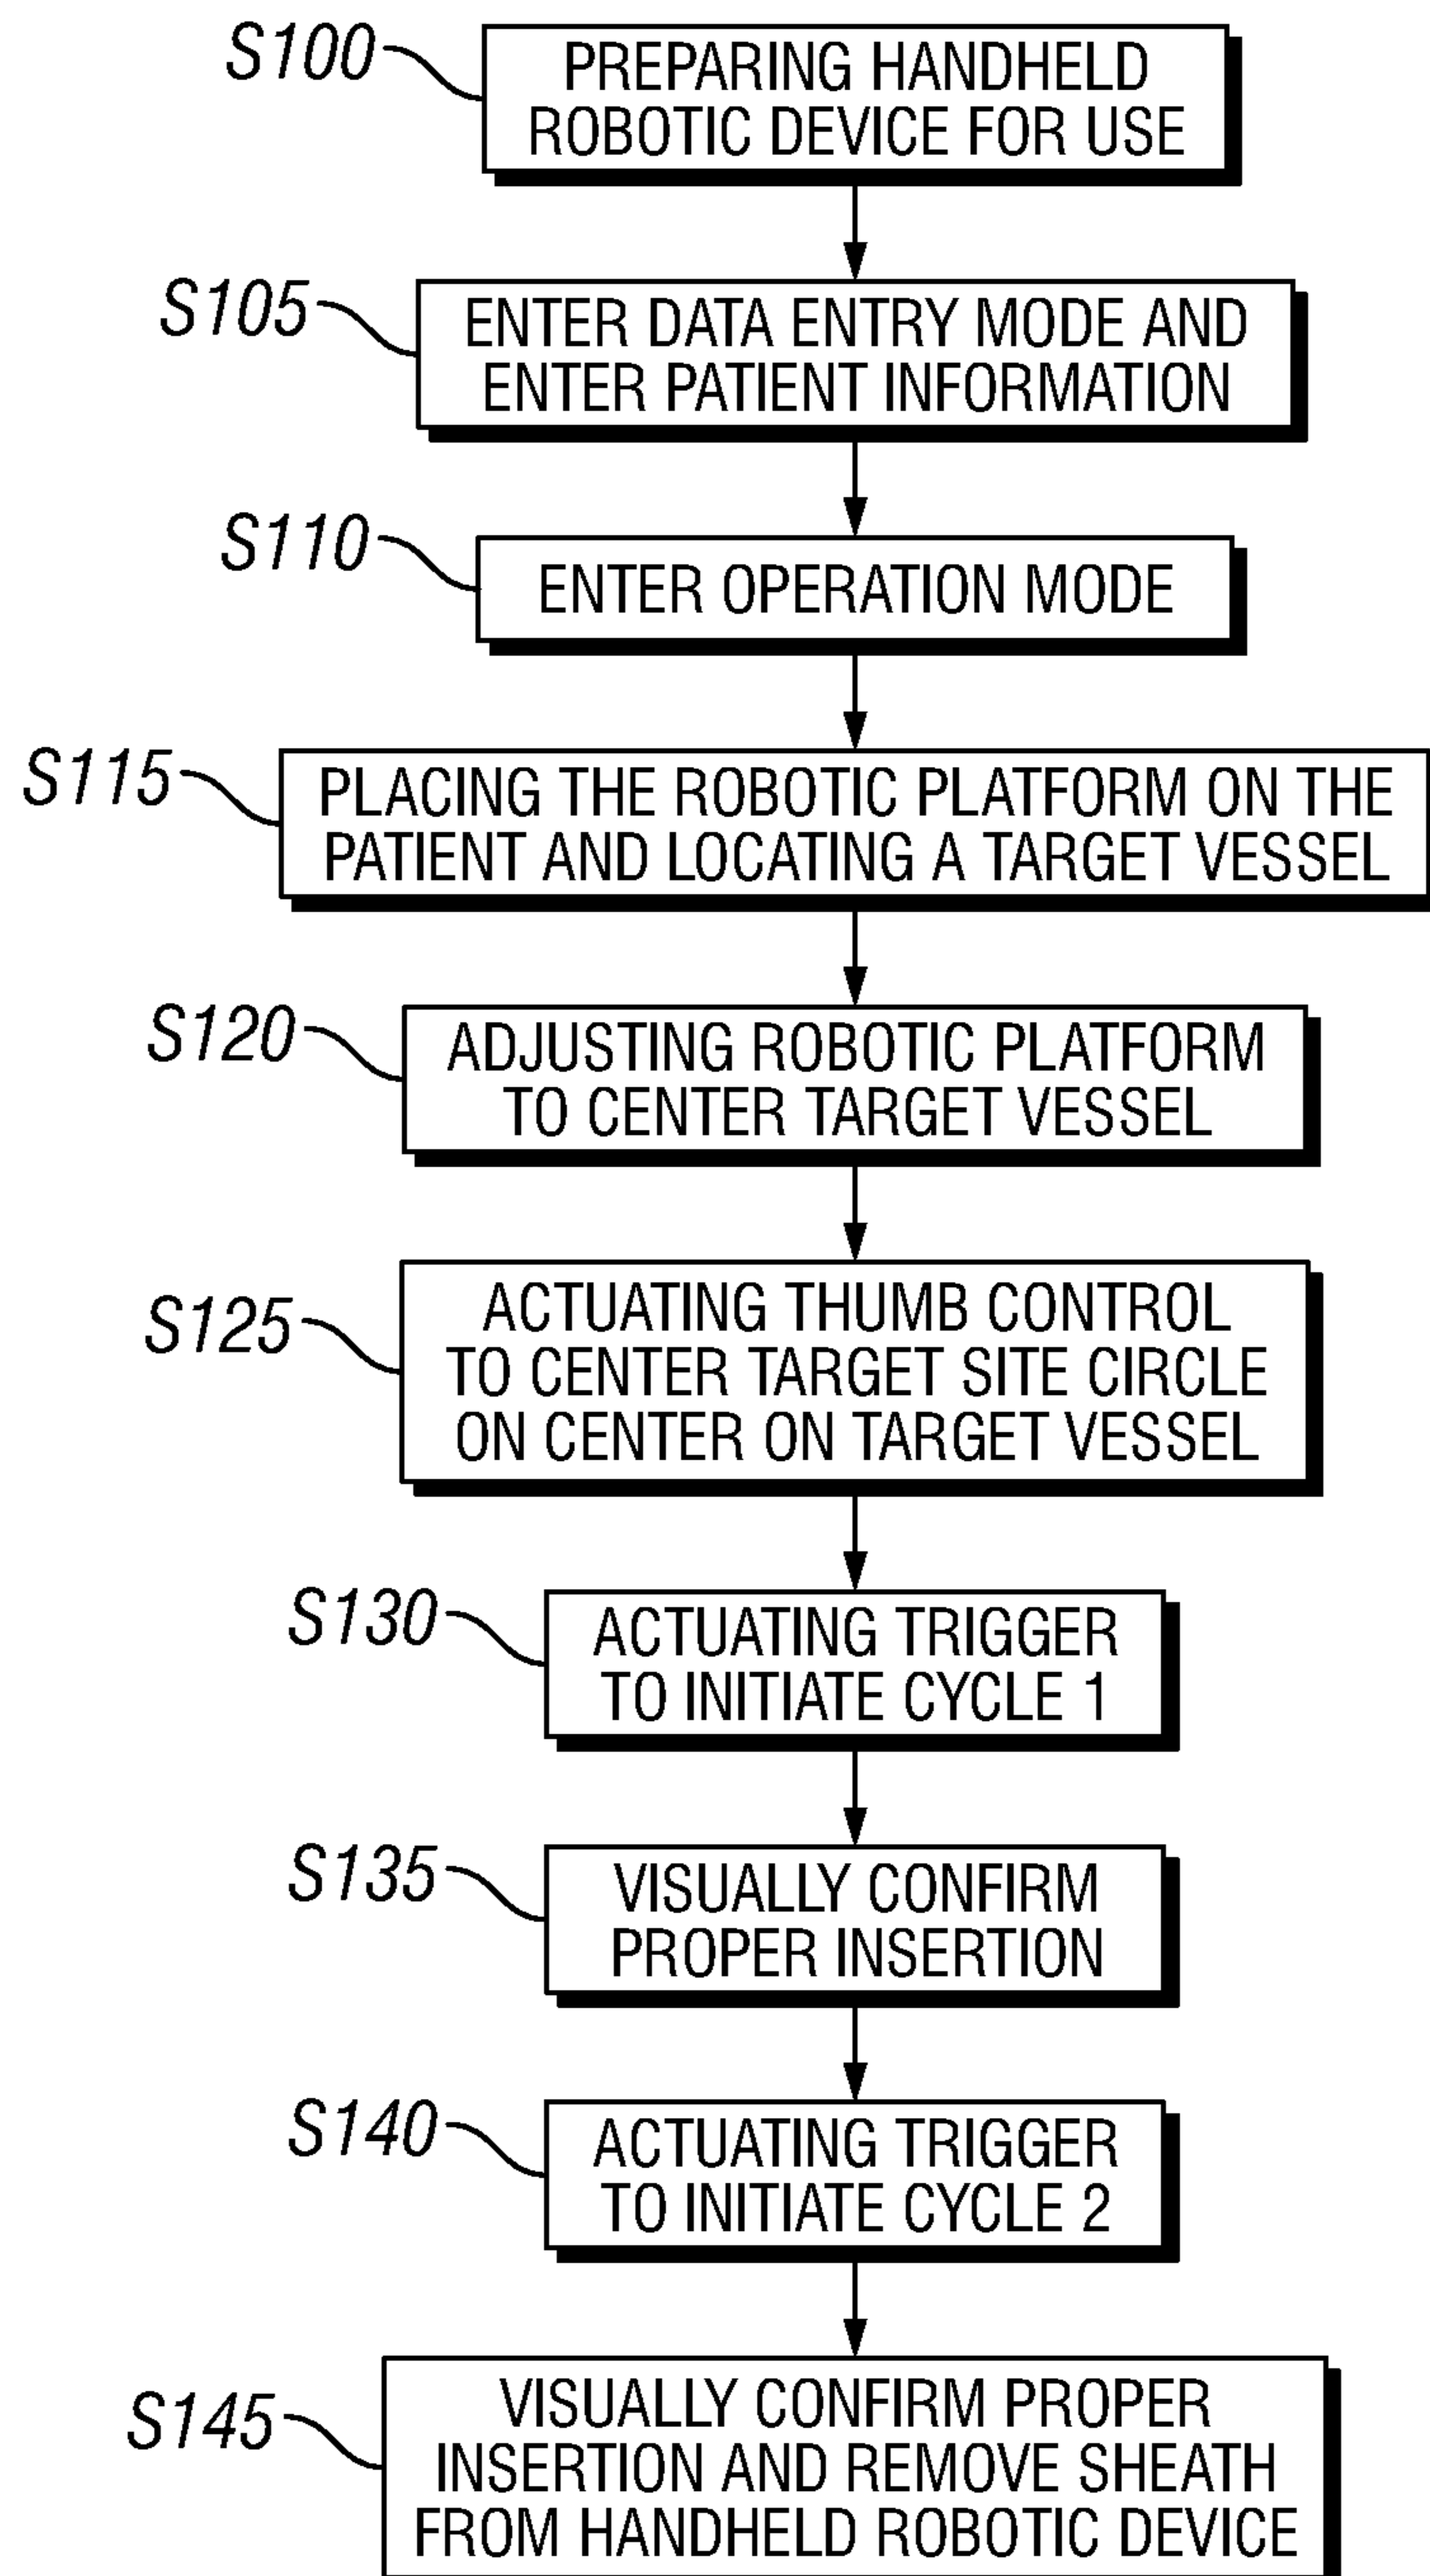 S100
PREPARING HANDHELD
ROBOTIC DEVICE FOR USE
S105
ENTER DATA ENTRY MODE AND
ENTER PATIENT INFORMATION
S110
ENTER OPERATION MODE
S115
PLACING THE ROBOTIC PLATFORM ON THE
PATIENT AND LOCATING A TARGET VESSEL
S120
ADJUSTING ROBOTIC PLATFORM
TO CENTER TARGET VESSEL
S125
ACTUATING THUMB CONTROL
TO CENTER TARGET SITE CIRCLE
ON CENTER ON TARGET VESSEL
S130
ACTUATING TRIGGER
TO INITIATE CYCLE 1
S135
VISUALLY CONFIRM
PROPER INSERTION
S140
ACTUATING TRIGGER
TO INITIATE CYCLE 2
S145
VISUALLY CONFIRM PROPER
INSERTION AND REMOVE SHEATH
FROM HANDHELD ROBOTIC DEVICE